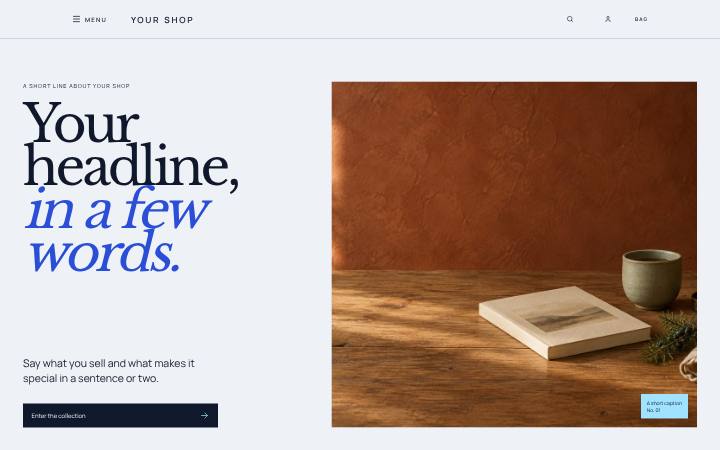 MENU
YOUR SHOP
BAG
A SHORT LINE ABOUT YOUR SHOP
Your
headline,
in a few
words.
Say what you sell and what makes it
special in a sentence or two.
Enter the collection
A short caption
No. 01